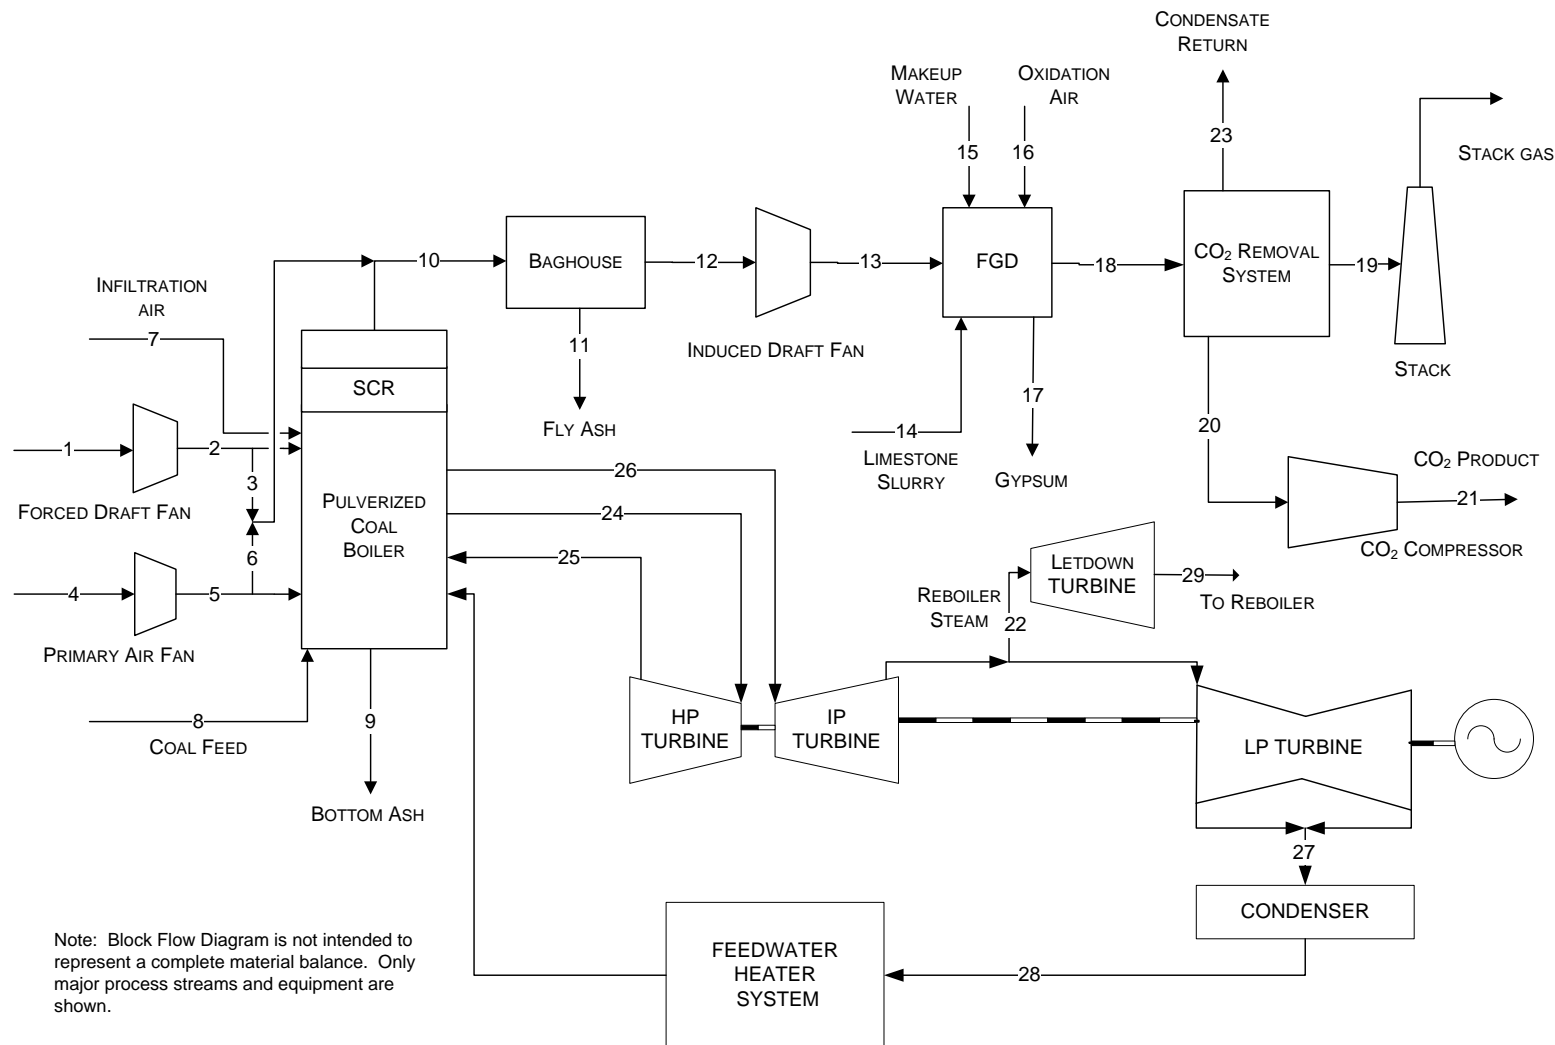 CONDENSATE
RETURN
MAKEUP
WATER
OXIDATION
AIR
23
15
16
STACK GAS
INFILTRATION
AIR
7
10
BAGHOUSE
12
13
FGD
18
CO₂ REMOVAL
SYSTEM
19
STACK
11
INDUCED DRAFT FAN
FLY ASH
17
14
LIMESTONE
SLURRY
GYPSUM
20
CO₂ PRODUCT
21
CO₂ COMPRESSOR
SCR
1
2
3
FORCED DRAFT FAN
PULVERIZED
COAL
BOILER
26
24
25
6
4
5
PRIMARY AIR FAN
8
COAL FEED
9
BOTTOM ASH
LETDOWN
TURBINE
29
TO REBOILER
REBOILER
STEAM
22
HP
TURBINE
IP
TURBINE
LP TURBINE
27
CONDENSER
28
FEEDWATER
HEATER
SYSTEM
Note: Block Flow Diagram is not intended to
represent a complete material balance. Only
major process streams and equipment are
shown.